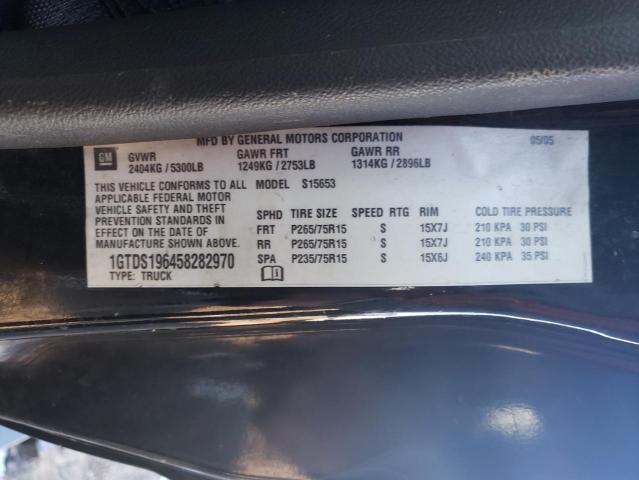 MFD BY GENERAL MOTORS CORPORATION 05/05
GM GVWR GAWR FRT GAWR RR
2404KG / 5300LB 1249KG / 2753LB 1314KG / 2896LB
THIS VEHICLE CONFORMS TO ALL MODEL S15653
APPLICABLE FEDERAL MOTOR
VEHICLE SAFETY AND THEFT
PREVENTION STANDARDS IN
EFFECT ON THE DATE OF
MANUFACTURE SHOWN ABOVE.
1GTDS196458282970
TYPE: TRUCK
SPHD TIRE SIZE SPEED RTG RIM COLD TIRE PRESSURE
FRT P265/75R15 S 15X7J 210 KPA 30 PSI
RR P265/75R15 S 15X7J 210 KPA 30 PSI
SPA P235/75R15 S 15X6J 240 KPA 35 PSI